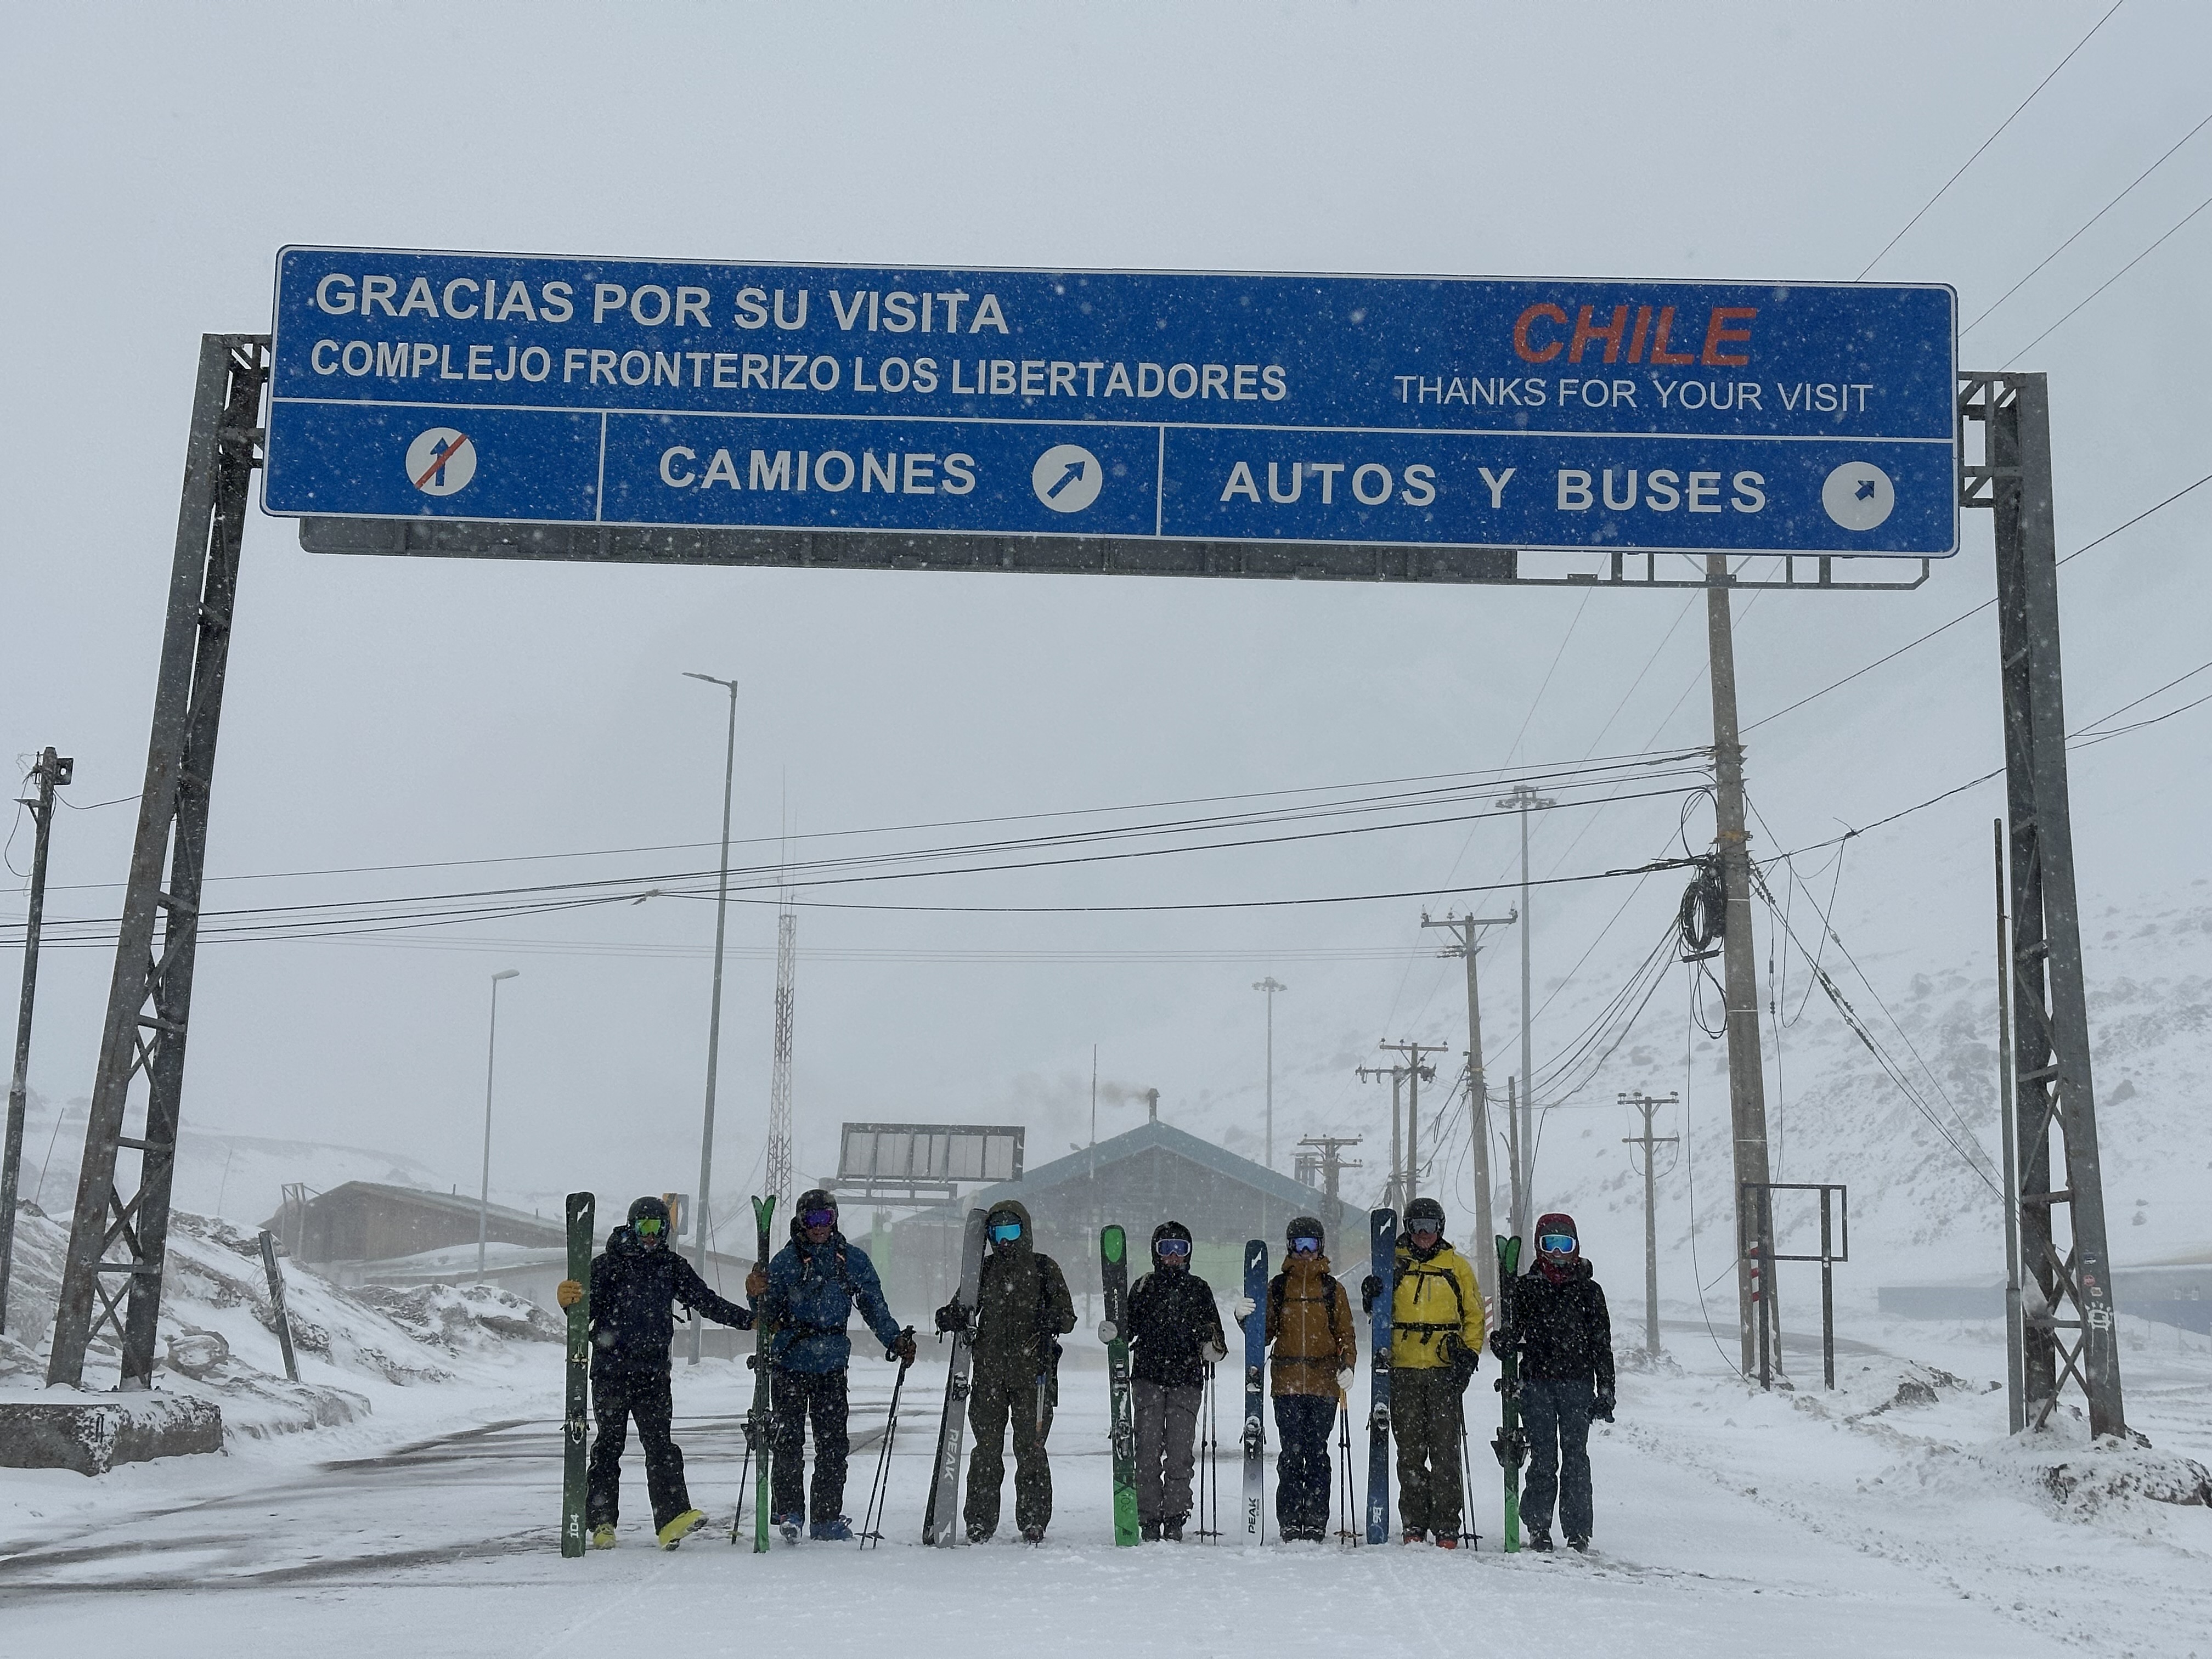 GRACIAS POR SU VISITA
COMPLEJO FRONTERIZO LOS LIBERTADORES
CHILE
THANKS FOR YOUR VISIT
CAMIONES
AUTOS Y BUSES
104
PEAK
PEAK
98